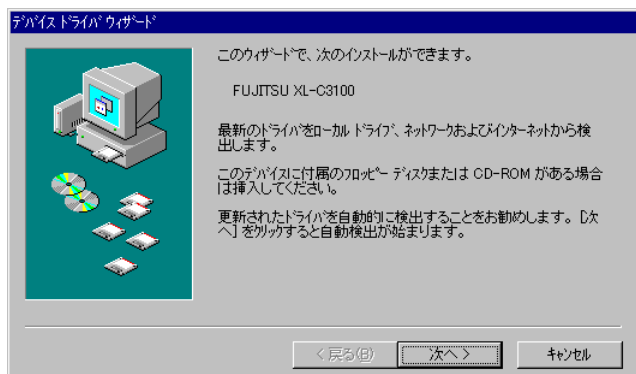 ﾃﾞﾊﾞｲｽ ﾄﾞﾗｲﾊﾞ ｳｨｻﾞｰﾄﾞ
このｳｨｻﾞｰﾄﾞで、次のｲﾝｽﾄｰﾙができます。
FUJITSU XL-C3100
最新のﾄﾞﾗｲﾊﾞをﾛｰｶﾙ ﾄﾞﾗｲﾌﾞ、ﾈｯﾄﾜｰｸおよびｲﾝﾀｰﾈｯﾄから検
出します。
このﾃﾞﾊﾞｲｽに付属のﾌﾛｯﾋﾟｰ ﾃﾞｨｽｸまたは CD-ROM がある場合
は挿入してください。
更新されたﾄﾞﾗｲﾊﾞを自動的に検出することをお勧めします。[次
へ] をｸﾘｯｸすると自動検出が始まります。
< 戻る(B)
次へ >
ｷｬﾝｾﾙ